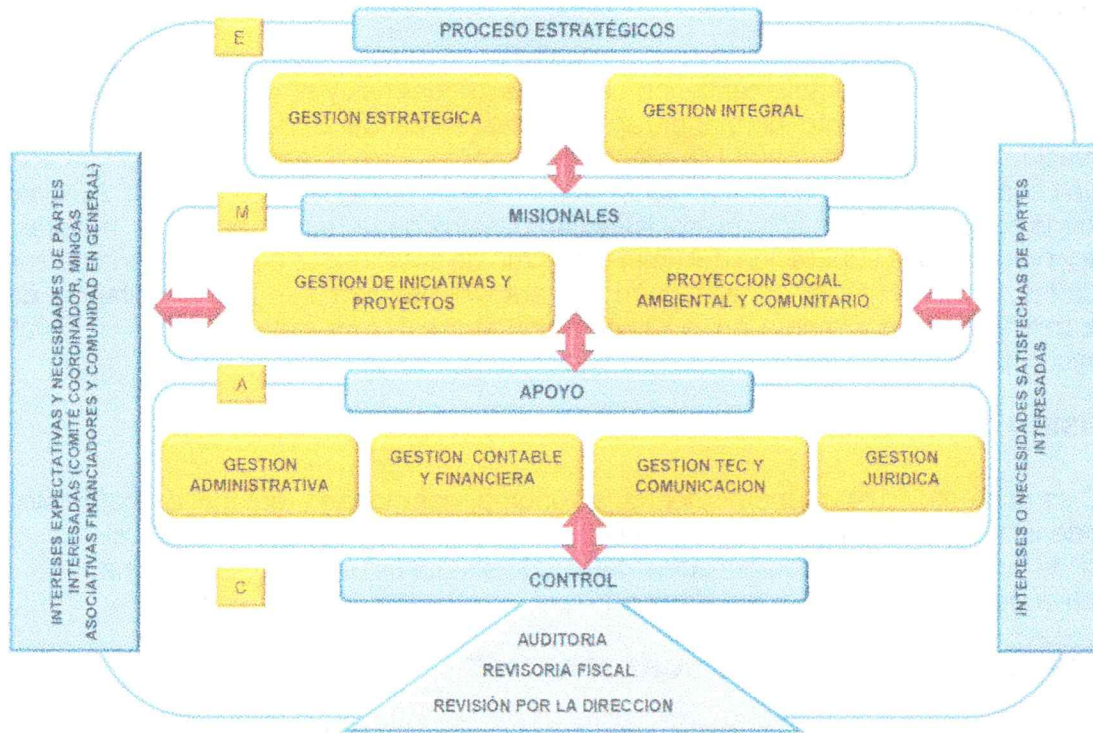 E
PROCESO ESTRATÉGICOS
GESTION ESTRATEGICA
GESTION INTEGRAL
M
MISIONALES
GESTION DE INICIATIVAS Y
PROYECTOS
PROYECCION SOCIAL
AMBIENTAL Y COMUNITARIO
INTERESES EXPECTATIVAS Y NECESIDADES DE PARTES
INTERESADAS (COMITÉ COORDINADOR, MINGAS
ASOCIATIVAS FINANCIADORES Y COMUNIDAD EN GENERAL)
INTERESES O NECESIDADES SATISFECHAS DE PARTES
INTERESADAS
A
APOYO
GESTION
ADMINISTRATIVA
GESTION CONTABLE
Y FINANCIERA
GESTION TEC Y
COMUNICACION
GESTION
JURIDICA
C
CONTROL
AUDITORIA
REVISORIA FISCAL
REVISIÓN POR LA DIRECCION